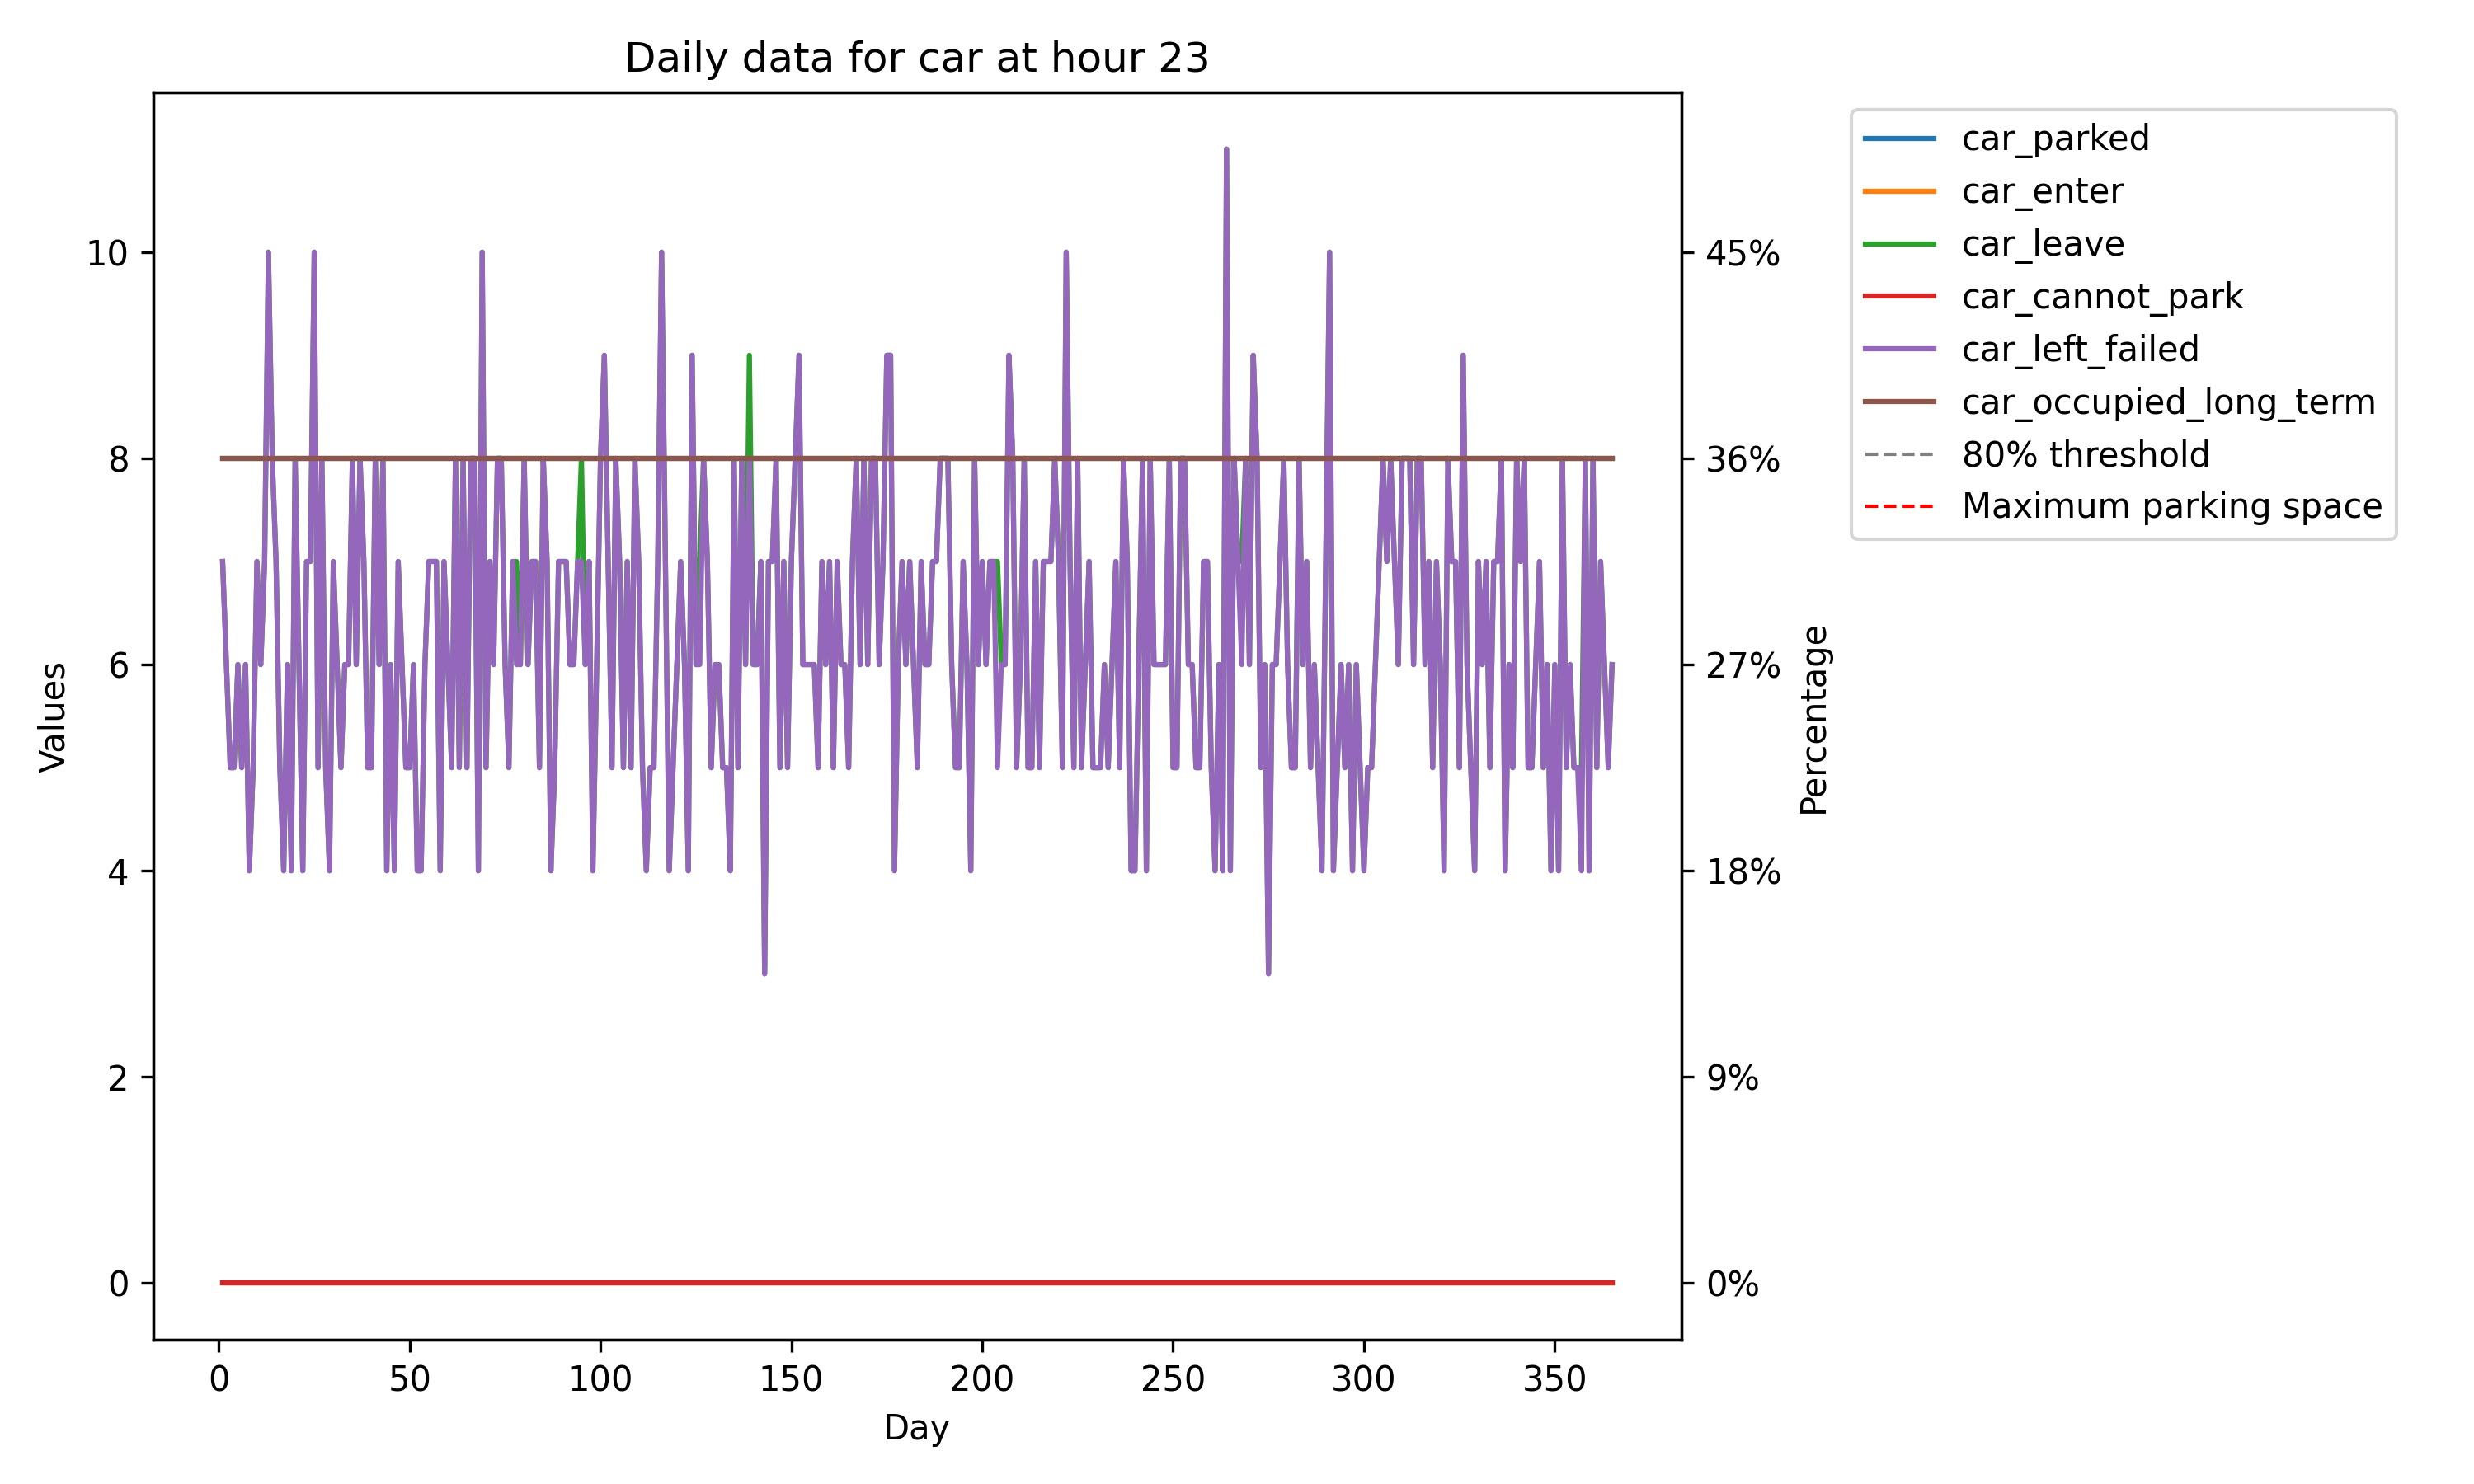 Daily data for car at hour 23
Values
10
8
6
4
2
0
0
50
100
150
200
250
300
350
Day
45%
36%
27%
18%
9%
0%
Percentage
car_parked
car_enter
car_leave
car_cannot_park
car_left_failed
car_occupied_long_term
80% threshold
Maximum parking space